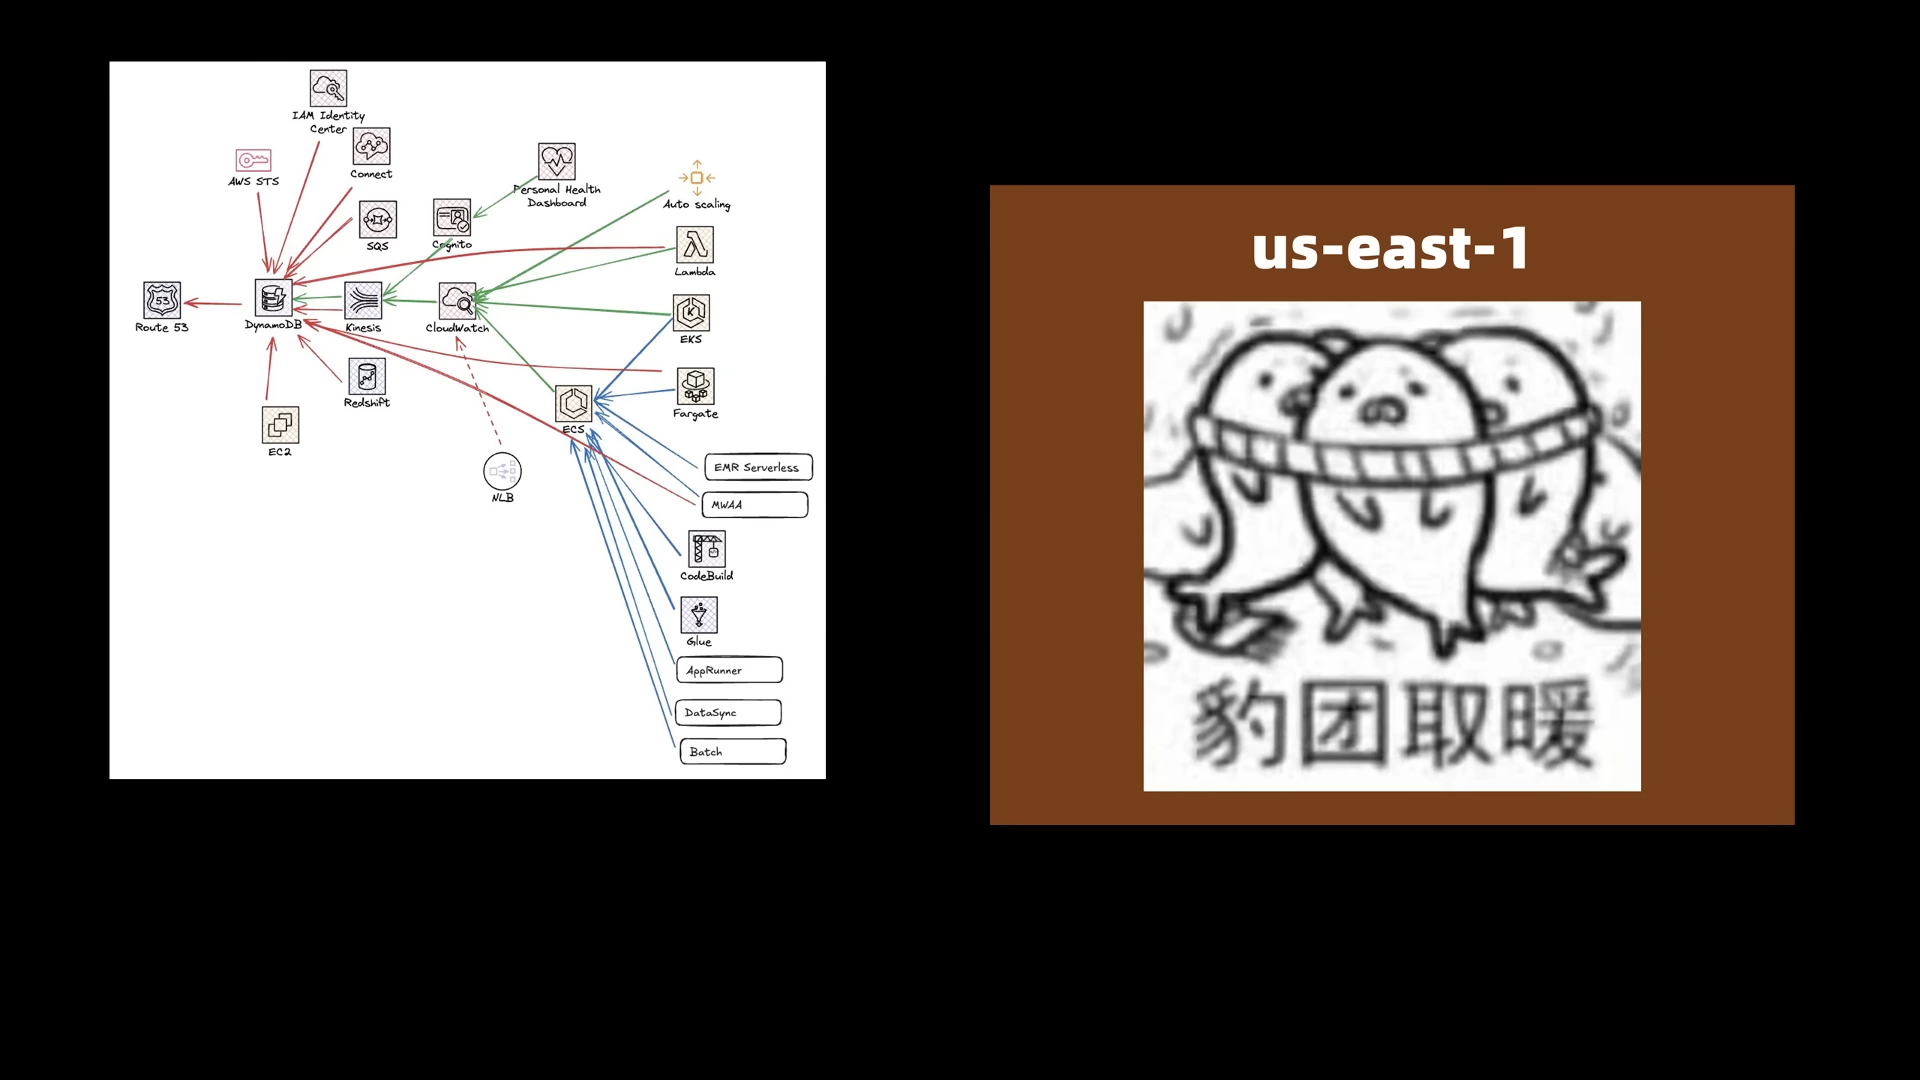 IAM Identity
Center
Connect
AWS STS
SQS
Cognito
Personal Health
Dashboard
Auto scaling
Lambda
53
Route 53
DynamoDB
Kinesis
CloudWatch
K
EKS
Redshift
Fargate
EC2
ECS
NLB
EMR Serverless
MWAA
CodeBuild
Glue
AppRunner
DataSync
Batch
us-east-1
豹团取暖